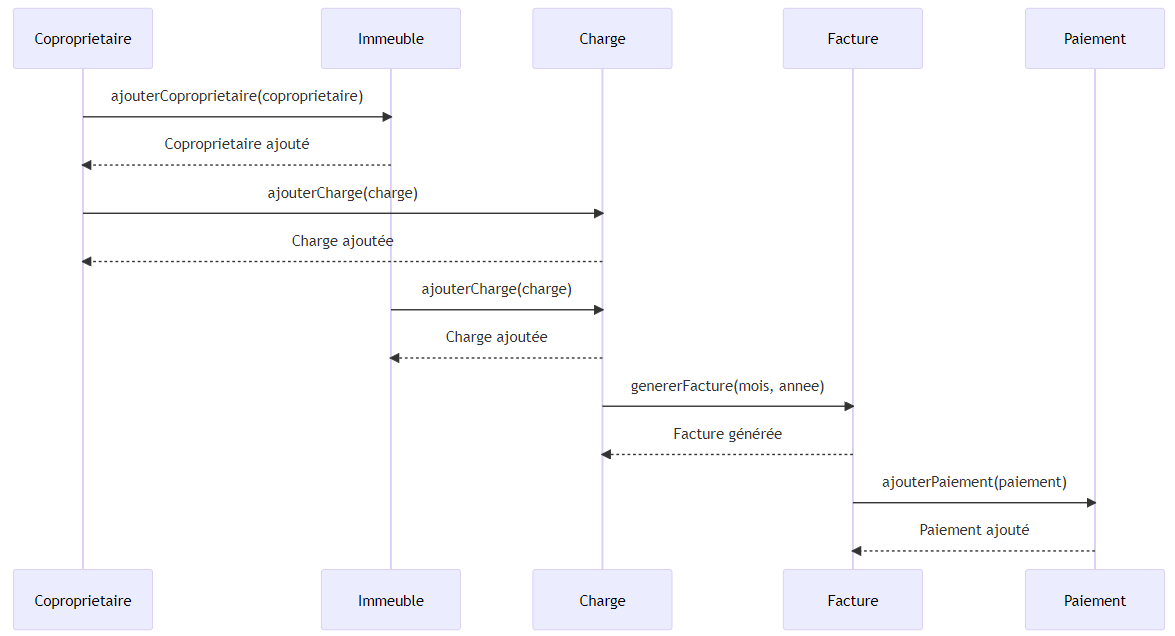 Coproprietaire
Immeuble
Charge
Facture
Paiement
ajouterCoproprietaire(coproprietaire)
Coproprietaire ajouté
ajouterCharge(charge)
Charge ajoutée
ajouterCharge(charge)
Charge ajoutée
genererFacture(mois, annee)
Facture générée
ajouterPaiement(paiement)
Paiement ajouté
Coproprietaire
Immeuble
Charge
Facture
Paiement